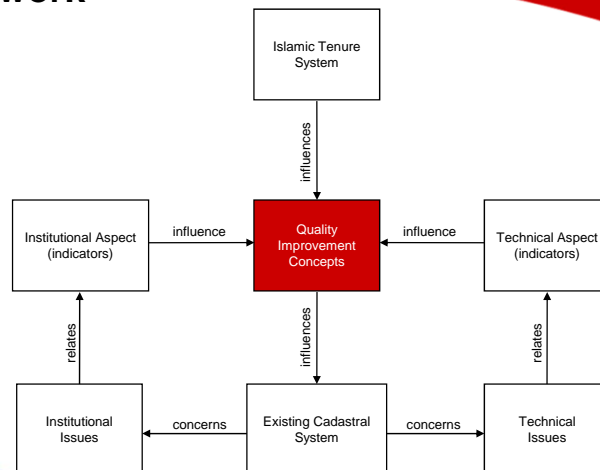 Islamic Tenure
System
influences
Institutional Aspect
(indicators)
influence
Quality
Improvement
Concepts
influence
Technical Aspect
(indicators)
relates
influences
relates
Institutional
Issues
concerns
Existing Cadastral
System
concerns
Technical
Issues